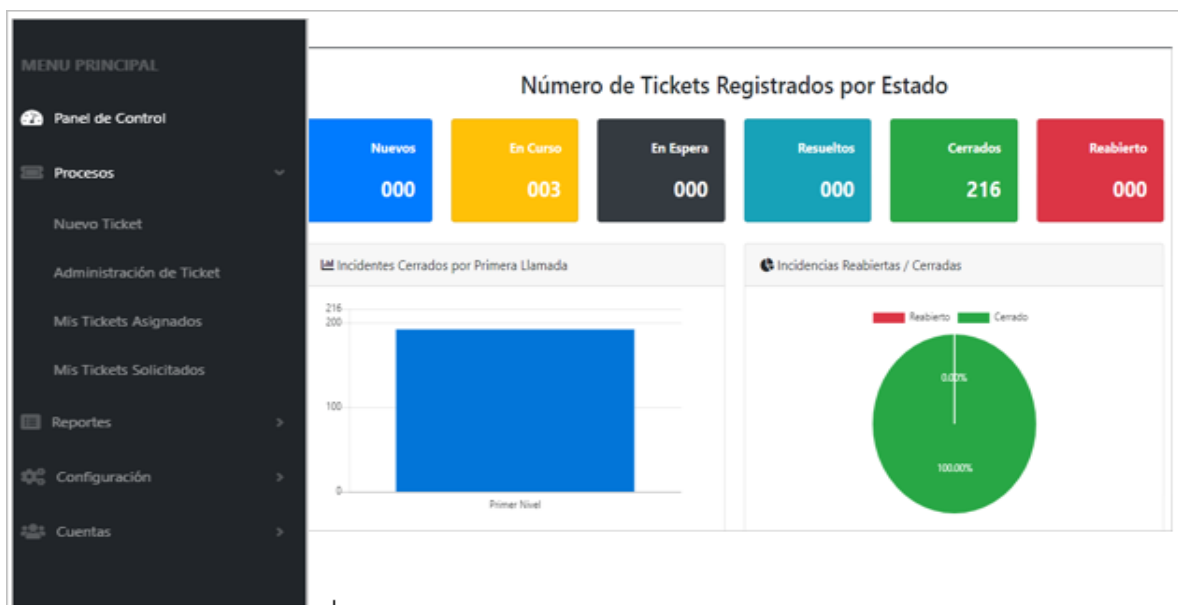 MENU PRINCIPAL
Panel de Control
Procesos
Nuevo Ticket
Administración de Ticket
Mis Tickets Asignados
Mis Tickets Solicitados
Reportes
Configuración
Cuentas
Número de Tickets Registrados por Estado
Nuevos
000
En Curso
003
En Espera
000
Resueltos
000
Cerrados
216
Reabierto
000
Incidentes Cerrados por Primera Llamada
216
200
100
0
Primer Nivel
Incidencias Reabiertas / Cerradas
Reabierto Cerrado
0.00%
100.00%